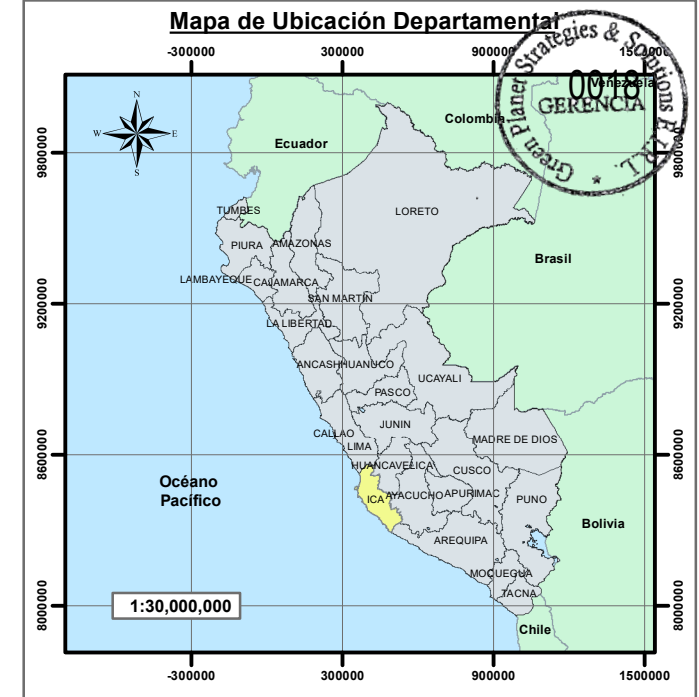 Mapa de Ubicación Departamental
-300000 300000 900000 1500000
Green Planet Strategies & Solutions E.I.R.L.
0018
GERENCIA
Venezuela
N
W E
S
Colombia
Ecuador
9800000 9800000
TUMBES
LORETO
PIURA
AMAZONAS
Brasil
LAMBAYEQUE
CAJAMARCA
SAN MARTIN
9200000 9200000
LA LIBERTAD
ANCASH
HUANUCO
UCAYALI
PASCO
JUNIN
CALLAO
MADRE DE DIOS
LIMA
8600000 8600000
HUANCAVELICA
CUSCO
Océano
Pacífico
ICA
AYACUCHO
APURIMAC
PUNO
Bolivia
AREQUIPA
MOQUEGUA
TACNA
1:30,000,000
8000000 8000000
Chile
-300000 300000 900000 1500000